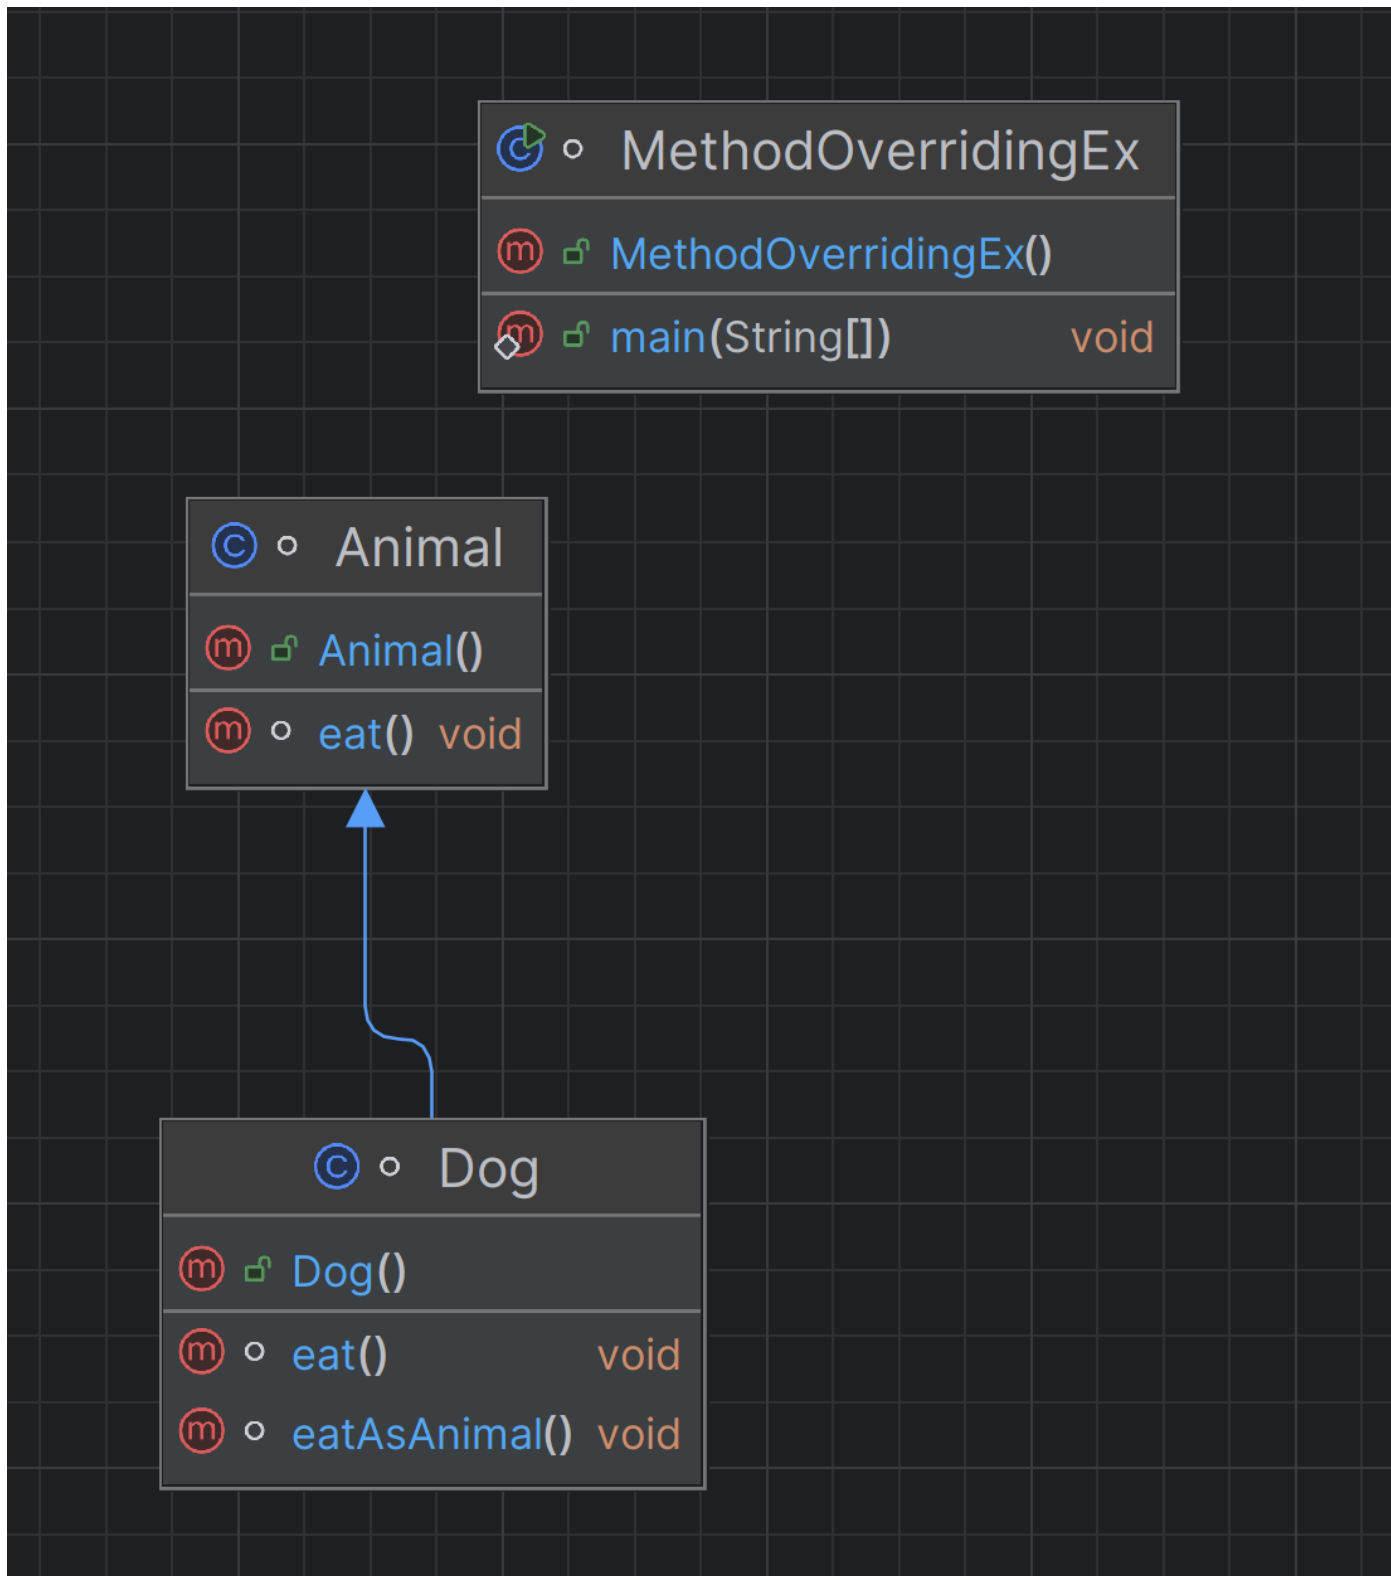 MethodOverridingEx
MethodOverridingEx()
main(String[]) void
Animal
Animal()
eat() void
Dog
Dog()
eat() void
eatAsAnimal() void